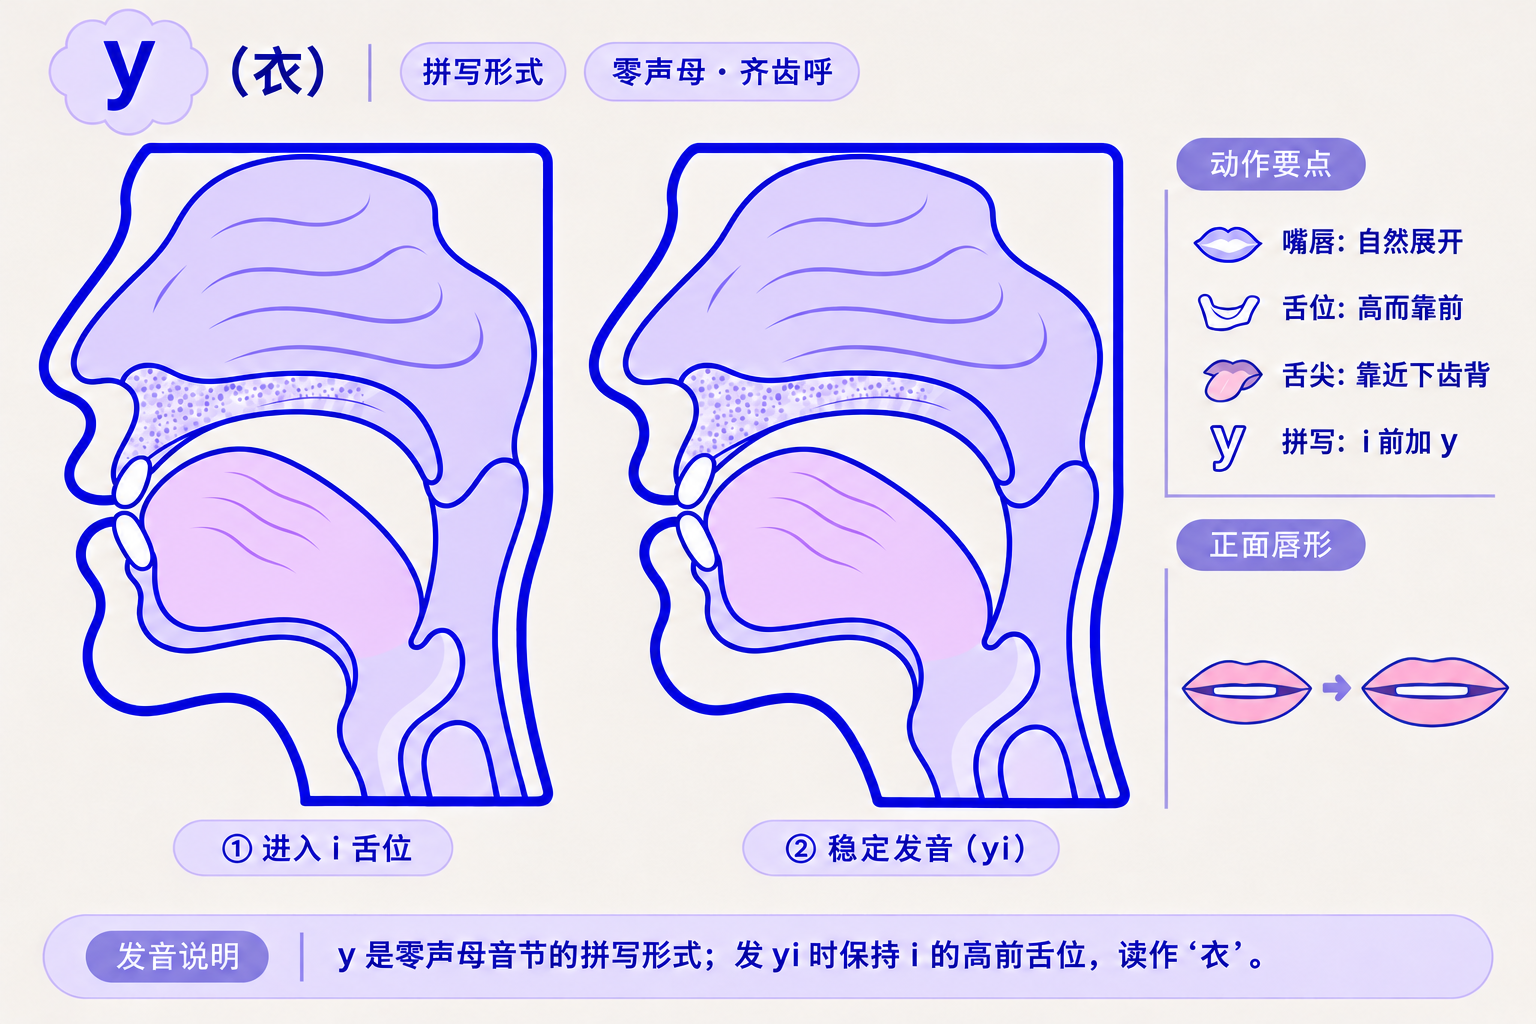 y （衣） 拼写形式 零声母·齐齿呼
动作要点
嘴唇：自然展开
舌位：高而靠前
舌尖：靠近下齿背
y 拼写：i 前加 y
正面唇形
① 进入 i 舌位
② 稳定发音（yi）
发音说明 y 是零声母音节的拼写形式；发 yi 时保持 i 的高前舌位，读作‘衣’。